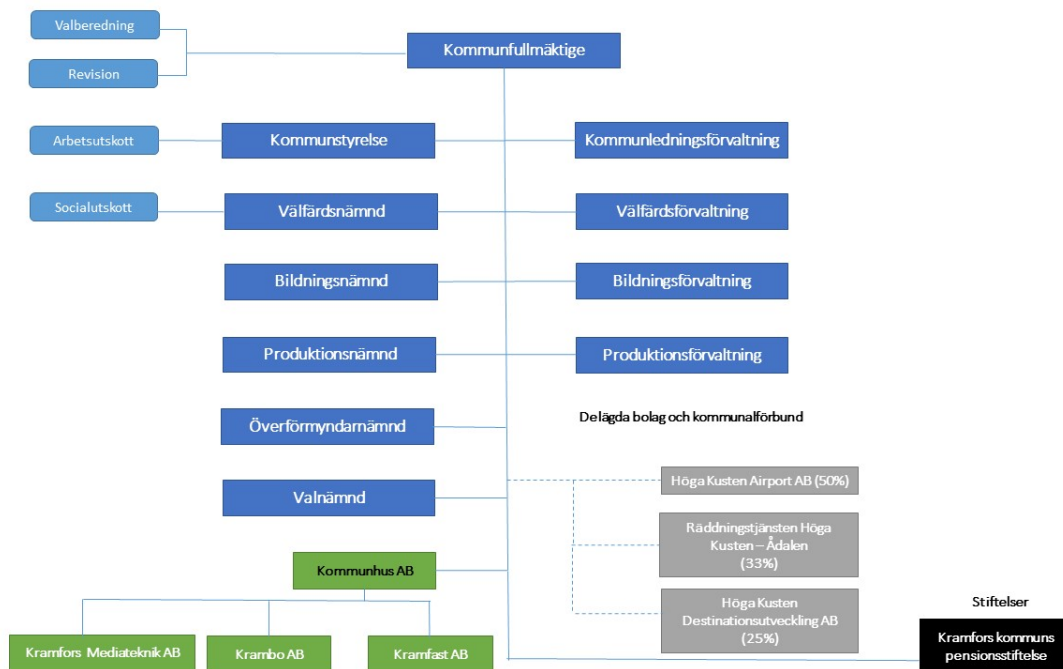 Valberedning
Kommunfullmäktige
Revision
Arbetsutskott
Kommunstyrelse
Kommunledningsförvaltning
Socialutskott
Välfärdsnämnd
Välfärdsförvaltning
Bildningsnämnd
Bildningsförvaltning
Produktionsnämnd
Produktionsförvaltning
Överförmyndarnämnd
Delägda bolag och kommunalförbund
Valnämnd
Höga Kusten Airport AB (50%)
Räddningstjänsten Höga
Kusten – Ådalen
(33%)
Kommunhus AB
Höga Kusten
Destinationsutveckling AB
(25%)
Stiftelser
Kramfors Mediateknik AB
Krambo AB
Kramfast AB
Kramfors kommuns
pensionsstiftelse